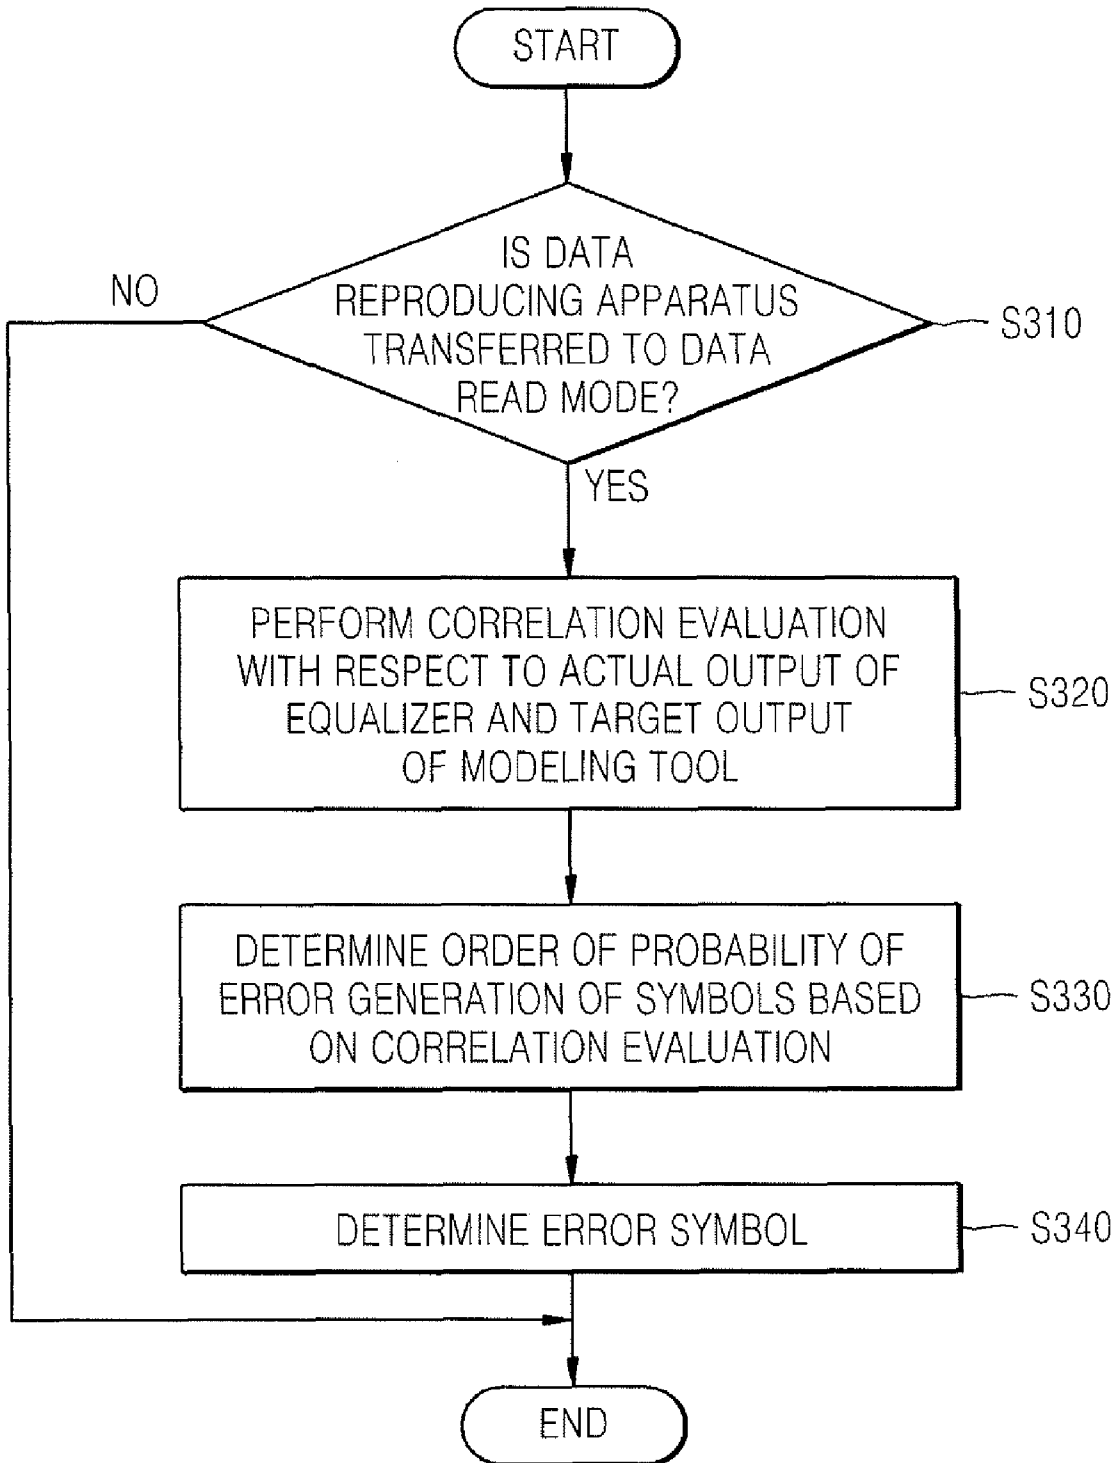 START
IS DATA
REPRODUCING APPARATUS
TRANSFERRED TO DATA
READ MODE?
NO
S310
YES
PERFORM CORRELATION EVALUATION
WITH RESPECT TO ACTUAL OUTPUT OF
EQUALIZER AND TARGET OUTPUT
OF MODELING TOOL
S320
DETERMINE ORDER OF PROBABILITY OF
ERROR GENERATION OF SYMBOLS BASED
ON CORRELATION EVALUATION
S330
DETERMINE ERROR SYMBOL
S340
END